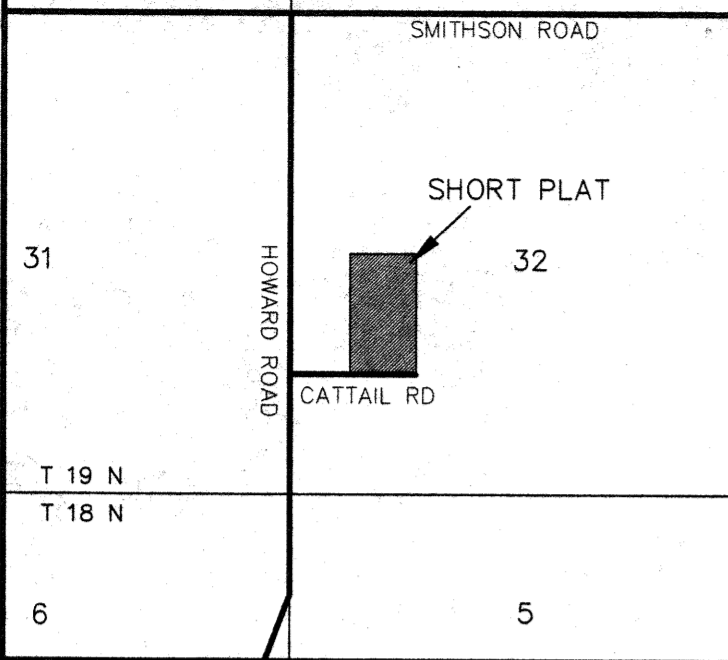 SMITHSON ROAD
SHORT PLAT
31
32
HOWARD ROAD
CATTAIL RD
T 19 N
T 18 N
6
5